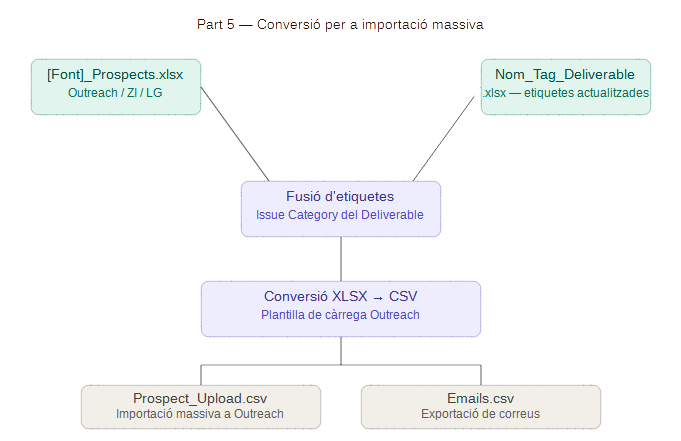 Part 5 — Conversió per a importació massiva
[Font]_Prospects.xlsx
Outreach / ZI / LG
Nom_Tag_Deliverable
.xlsx — etiquetes actualitzades
Fusió d'etiquetes
Issue Category del Deliverable
Conversió XLSX → CSV
Plantilla de càrrega Outreach
Prospect_Upload.csv
Importació massiva a Outreach
Emails.csv
Exportació de correus